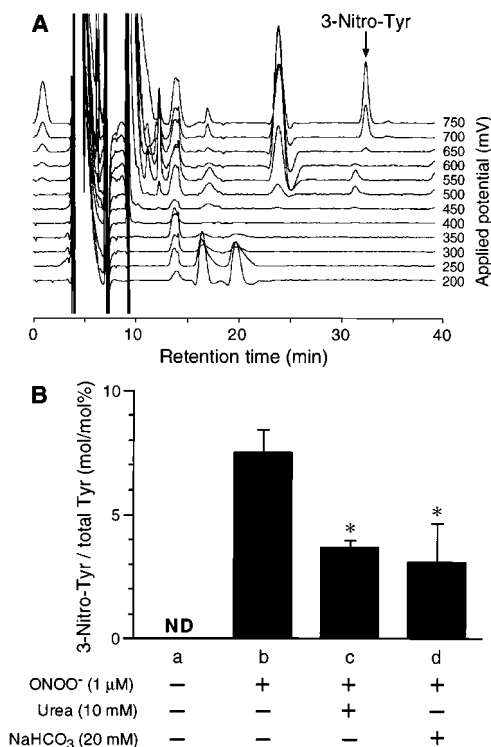 A
3-Nitro-Tyr
750
700
650
600
550
500
450
400
350
300
250
200
Applied potential (mV)
0 10 20 30 40
Retention time (min)
B
3-Nitro-Tyr / total Tyr (mol/mol%)
10
5
0
ND
*
*
a b c d
ONOO⁻ (1 μM) − + + +
Urea (10 mM) − − + −
NaHCO₃ (20 mM) − − − +